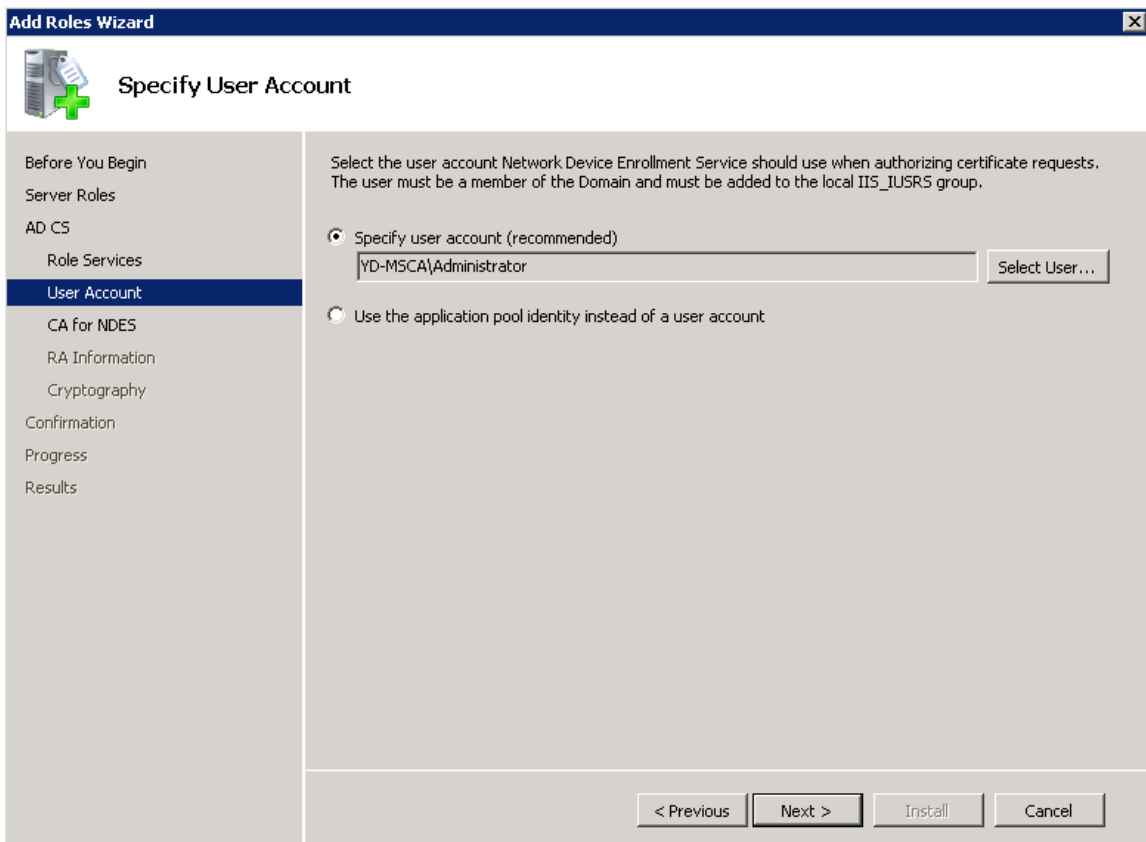 Add Roles Wizard
Specify User Account
Before You Begin
Server Roles
AD CS
Role Services
User Account
CA for NDES
RA Information
Cryptography
Confirmation
Progress
Results
Select the user account Network Device Enrollment Service should use when authorizing certificate requests.
The user must be a member of the Domain and must be added to the local IIS_IUSRS group.
Specify user account (recommended)
YD-MSCA\Administrator
Select User...
Use the application pool identity instead of a user account
< Previous
Next >
Install
Cancel